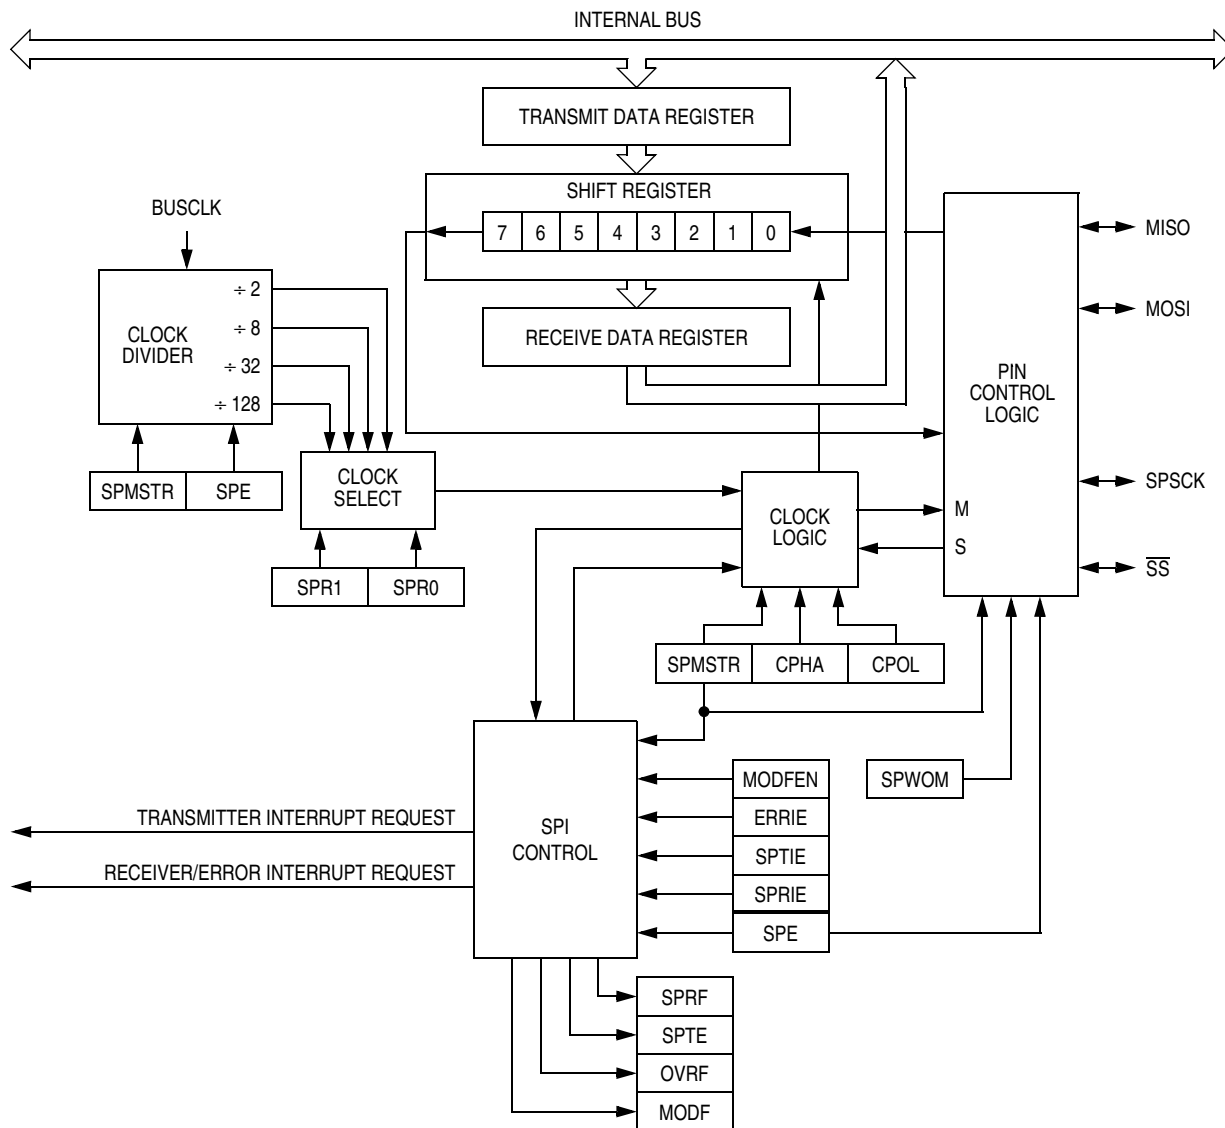 INTERNAL BUS
TRANSMIT DATA REGISTER
SHIFT REGISTER
7 6 5 4 3 2 1 0
RECEIVE DATA REGISTER
BUSCLK
CLOCK
DIVIDER
÷ 2
÷ 8
÷ 32
÷ 128
SPMSTR SPE
CLOCK
SELECT
SPR1 SPR0
CLOCK
LOGIC
M
S
PIN
CONTROL
LOGIC
MISO
MOSI
SPSCK
SS
SPMSTR CPHA CPOL
SPWOM
MODFEN
ERRIE
SPTIE
SPRIE
SPE
SPI
CONTROL
TRANSMITTER INTERRUPT REQUEST
RECEIVER/ERROR INTERRUPT REQUEST
SPRF
SPTE
OVRF
MODF